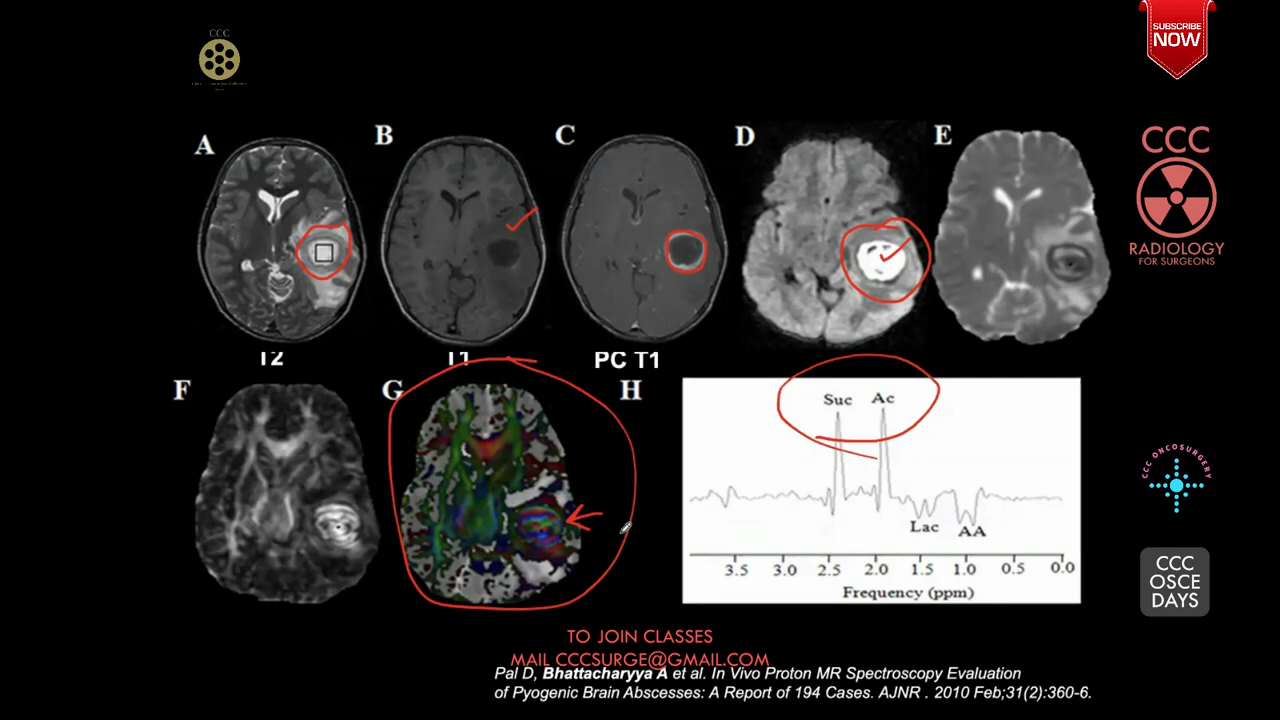 CCC
SUBSCRIBE
NOW
A
B
C
D
E
CCC
RADIOLOGY
FOR SURGEONS
T2
T1
PC T1
F
G
H
Suc
Ac
Lac
AA
3.5 3.0 2.5 2.0 1.5 1.0 0.5 0.0
Frequency (ppm)
CCC ONCOSURGERY
CCC
OSCE
DAYS
TO JOIN CLASSES
MAIL CCCSURGE@GMAIL.COM
Pal D, Bhattacharyya A et al. In Vivo Proton MR Spectroscopy Evaluation
of Pyogenic Brain Abscesses: A Report of 194 Cases. AJNR . 2010 Feb;31(2):360-6.